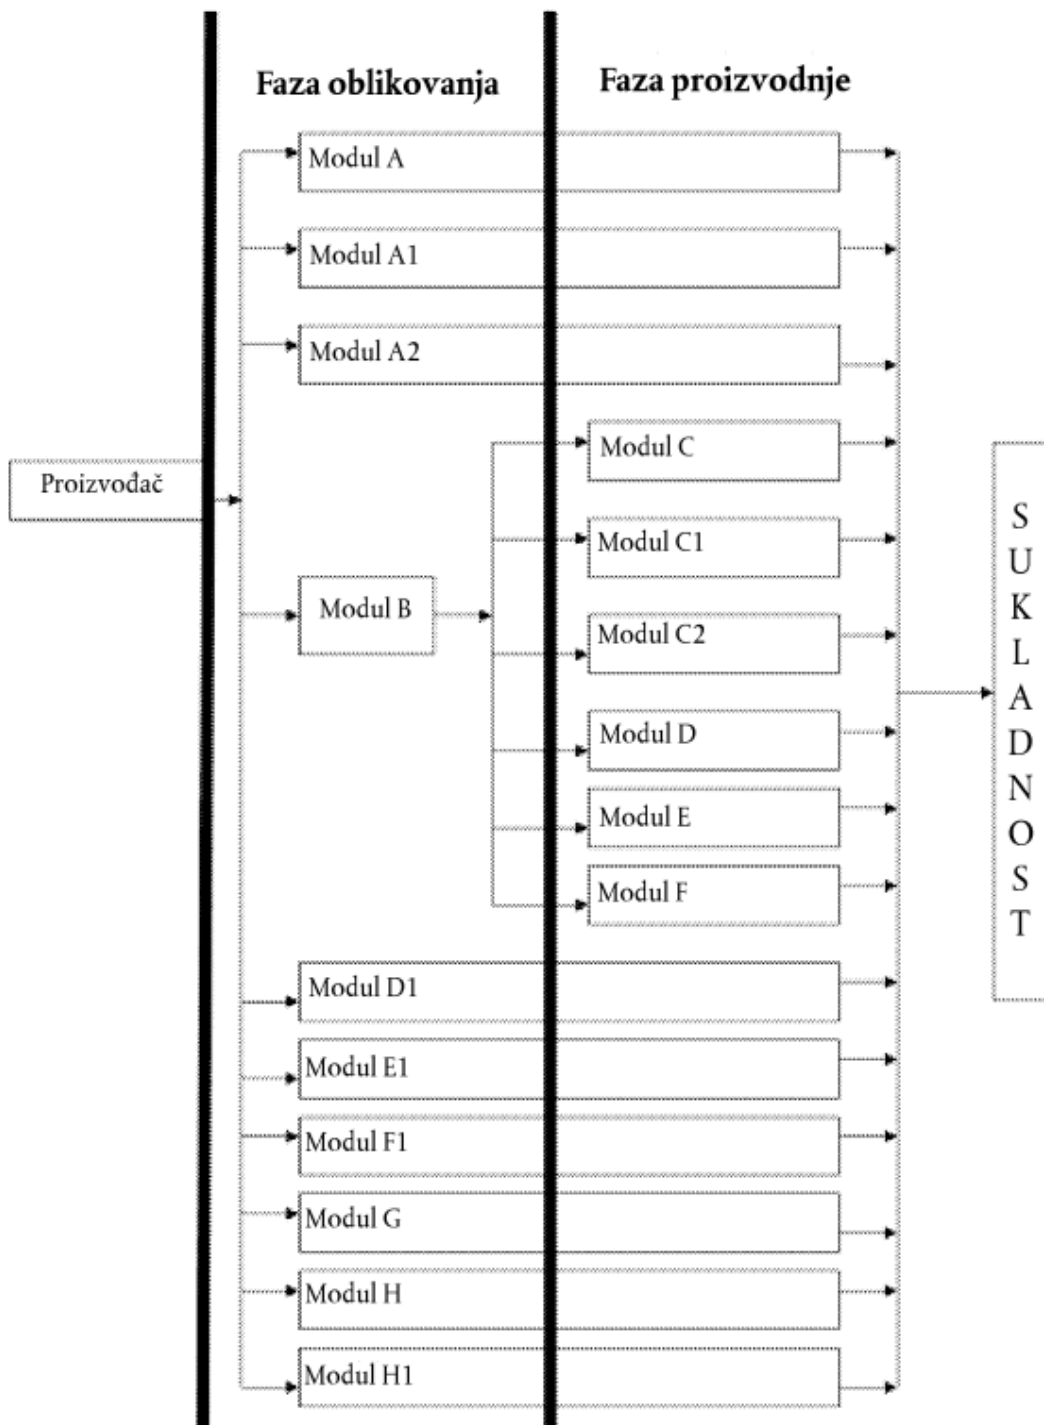 Faza oblikovanja
Faza proizvodnje
Modul A
Modul A1
Modul A2
Proizvođač
Modul B
Modul C
Modul C1
Modul C2
Modul D
Modul E
Modul F
Modul D1
Modul E1
Modul F1
Modul G
Modul H
Modul H1
S
U
K
L
A
D
N
O
S
T